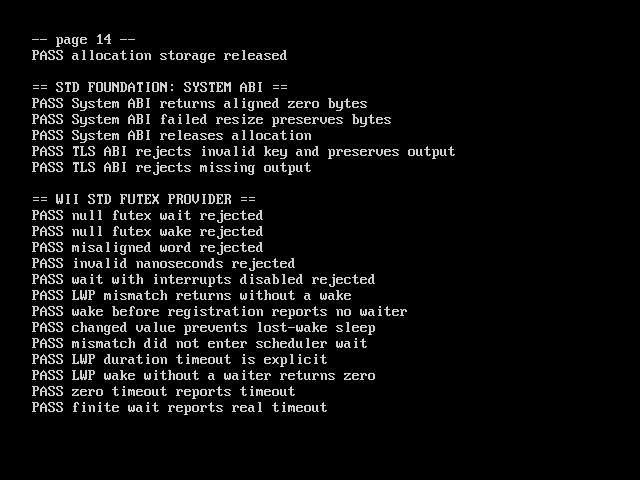 -- page 14 --
PASS allocation storage released
== STD FOUNDATION: SYSTEM ABI ==
PASS System ABI returns aligned zero bytes
PASS System ABI failed resize preserves bytes
PASS System ABI releases allocation
PASS TLS ABI rejects invalid key and preserves output
PASS TLS ABI rejects missing output
== WII STD FUTEX PROVIDER ==
PASS null futex wait rejected
PASS null futex wake rejected
PASS misaligned word rejected
PASS invalid nanoseconds rejected
PASS wait with interrupts disabled rejected
PASS LWP mismatch returns without a wake
PASS wake before registration reports no waiter
PASS changed value prevents lost-wake sleep
PASS mismatch did not enter scheduler wait
PASS LWP duration timeout is explicit
PASS LWP wake without a waiter returns zero
PASS zero timeout reports timeout
PASS finite wait reports real timeout